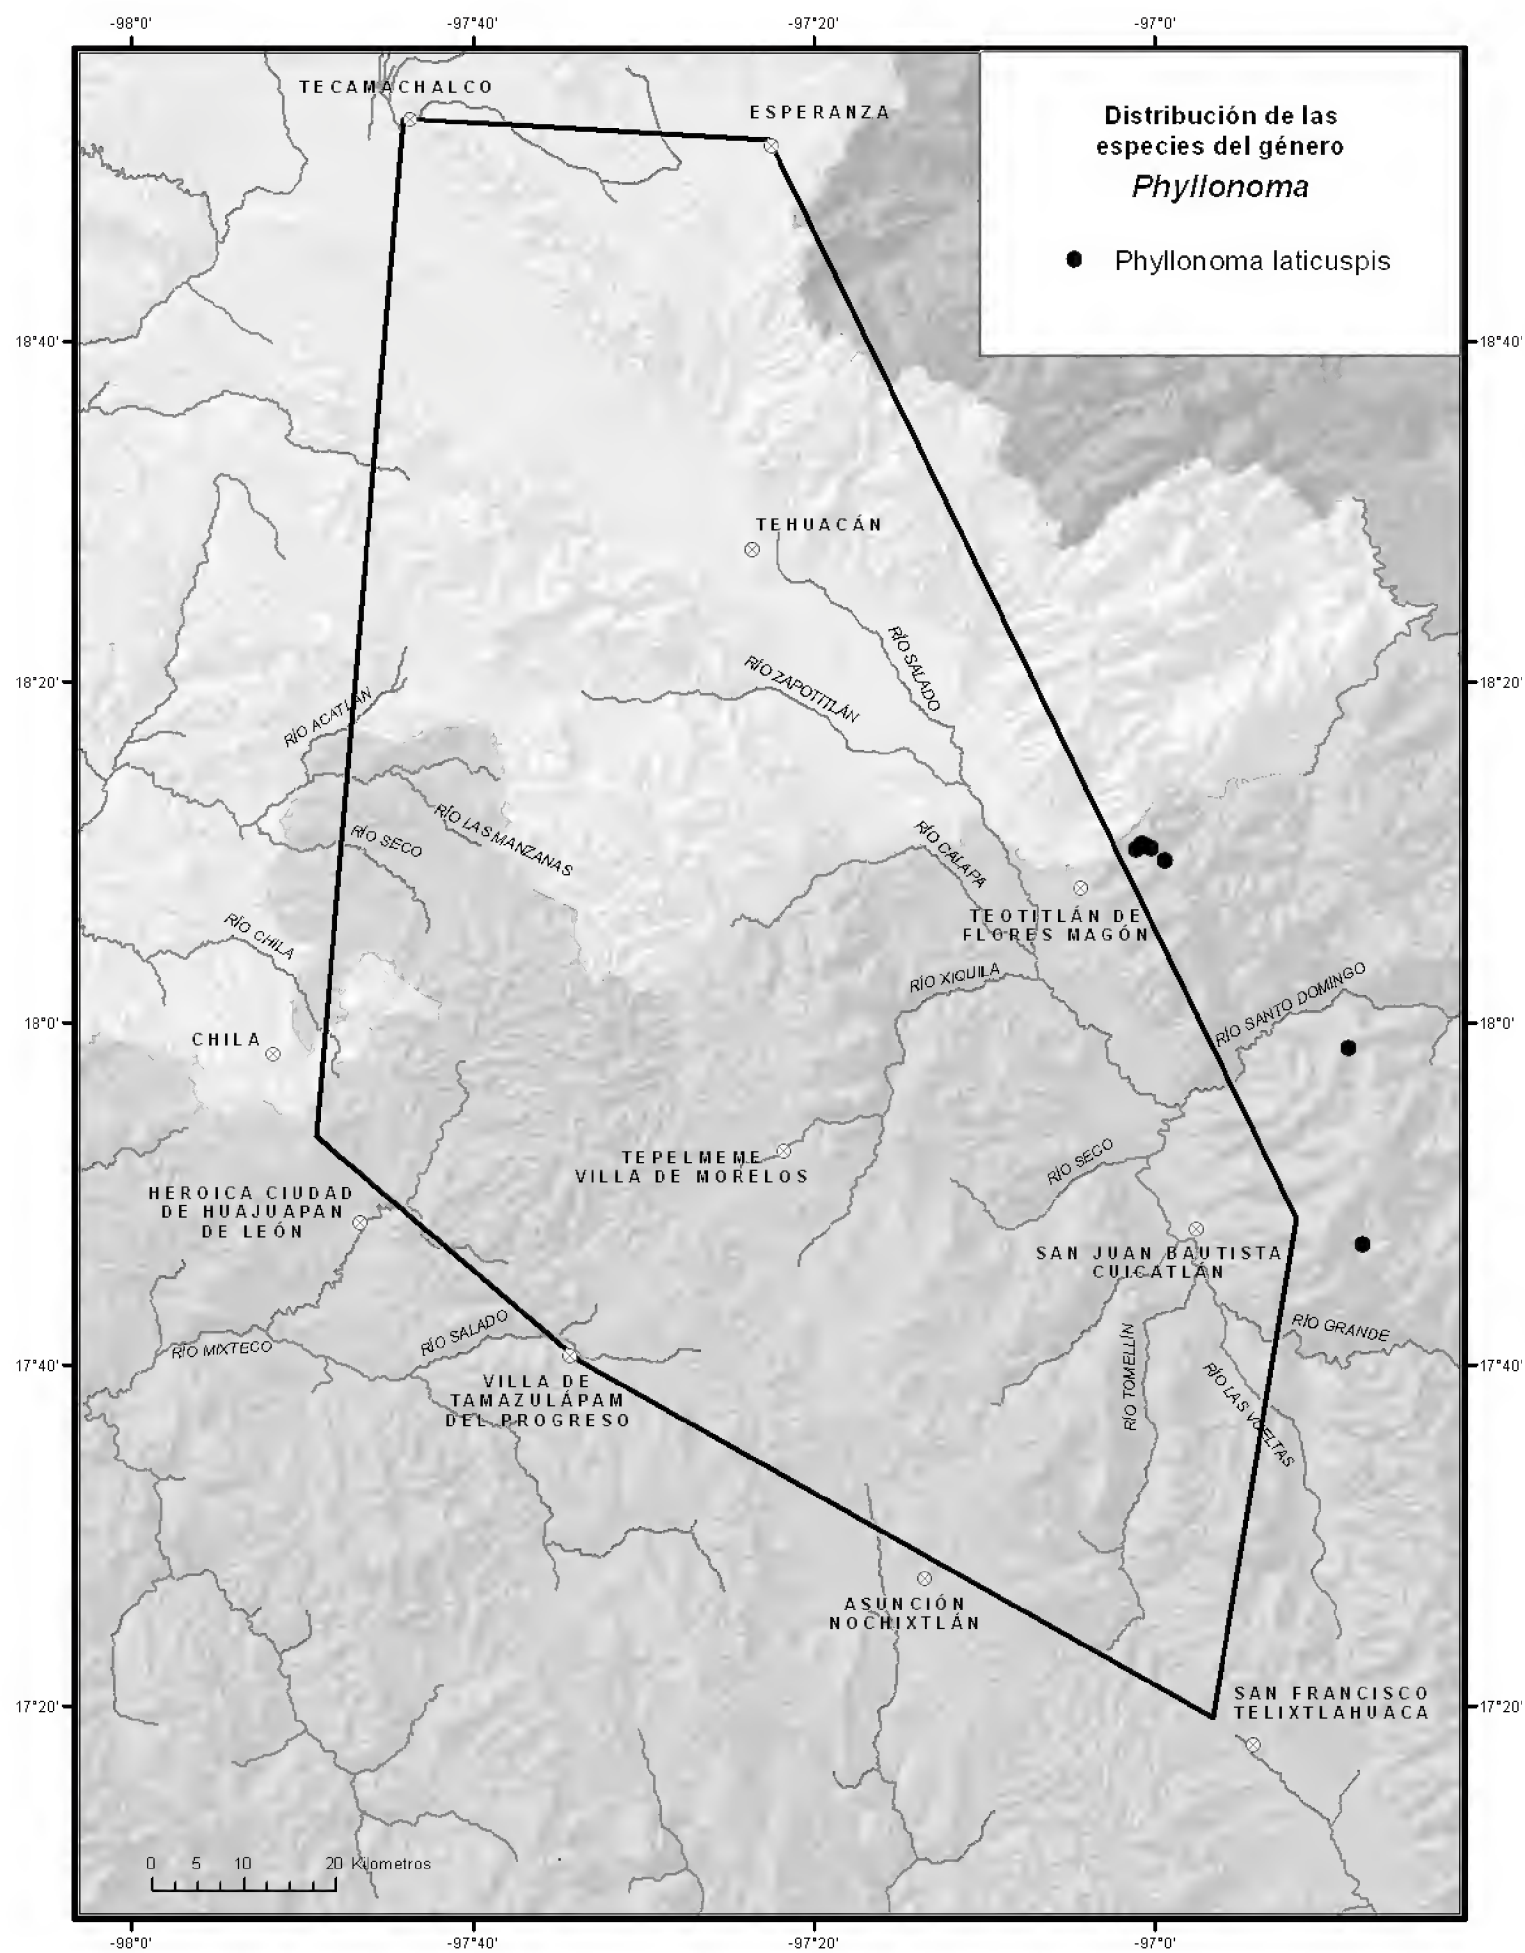 -98°0'
-97°40'
-97°20'
-97°0'
TECAMACHALCO
ESPERANZA
Distribución de las
especies del género
Phyllonoma
Phyllonoma laticuspis
18°40'
18°40'
TEHUACÁN
RÍO SALADO
RÍO ZAPOTITLÁN
18°20'
18°20'
RÍO ACATLÁN
RÍO LAS MANZANAS
RÍO SECO
RÍO CALAPA
TEOTITLÁN DE
FLORES MAGÓN
RÍO CHILA
RÍO XIQUILA
RÍO SANTO DOMINGO
18°0'
18°0'
CHILA
TEPELMEME
VILLA DE MORELOS
RÍO SECO
HEROICA CIUDAD
DE HUAJUAPAN
DE LEÓN
SAN JUAN BAUTISTA
CUICATLÁN
RÍO MIXTECO
RÍO SALADO
RÍO GRANDE
17°40'
17°40'
VILLA DE
TAMAZULÁPAM
DEL PROGRESO
RÍO TOMELLÍN
RÍO LAS VUELTAS
ASUNCIÓN
NOCHIXTLÁN
17°20'
17°20'
SAN FRANCISCO
TELIXTLAHUACA
0 5 10 20 Kilometros
-98°0'
-97°40'
-97°20'
-97°0'